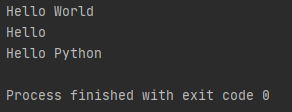 Hello World
Hello
Hello Python
Process finished with exit code 0